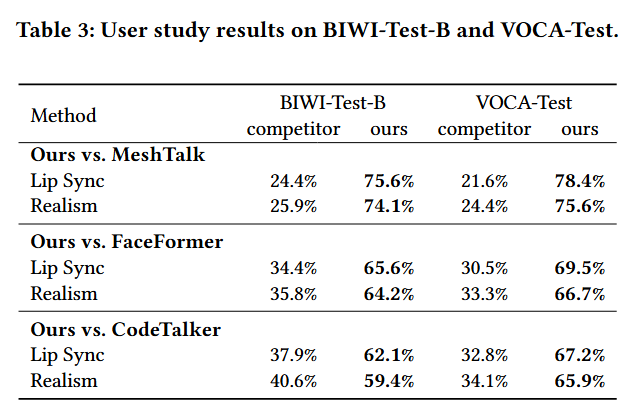 Table 3: User study results on BIWI-Test-B and VOCA-Test.
Method BIWI-Test-B VOCA-Test
competitor ours competitor ours
Ours vs. MeshTalk
Lip Sync 24.4% 75.6% 21.6% 78.4%
Realism 25.9% 74.1% 24.4% 75.6%
Ours vs. FaceFormer
Lip Sync 34.4% 65.6% 30.5% 69.5%
Realism 35.8% 64.2% 33.3% 66.7%
Ours vs. CodeTalker
Lip Sync 37.9% 62.1% 32.8% 67.2%
Realism 40.6% 59.4% 34.1% 65.9%